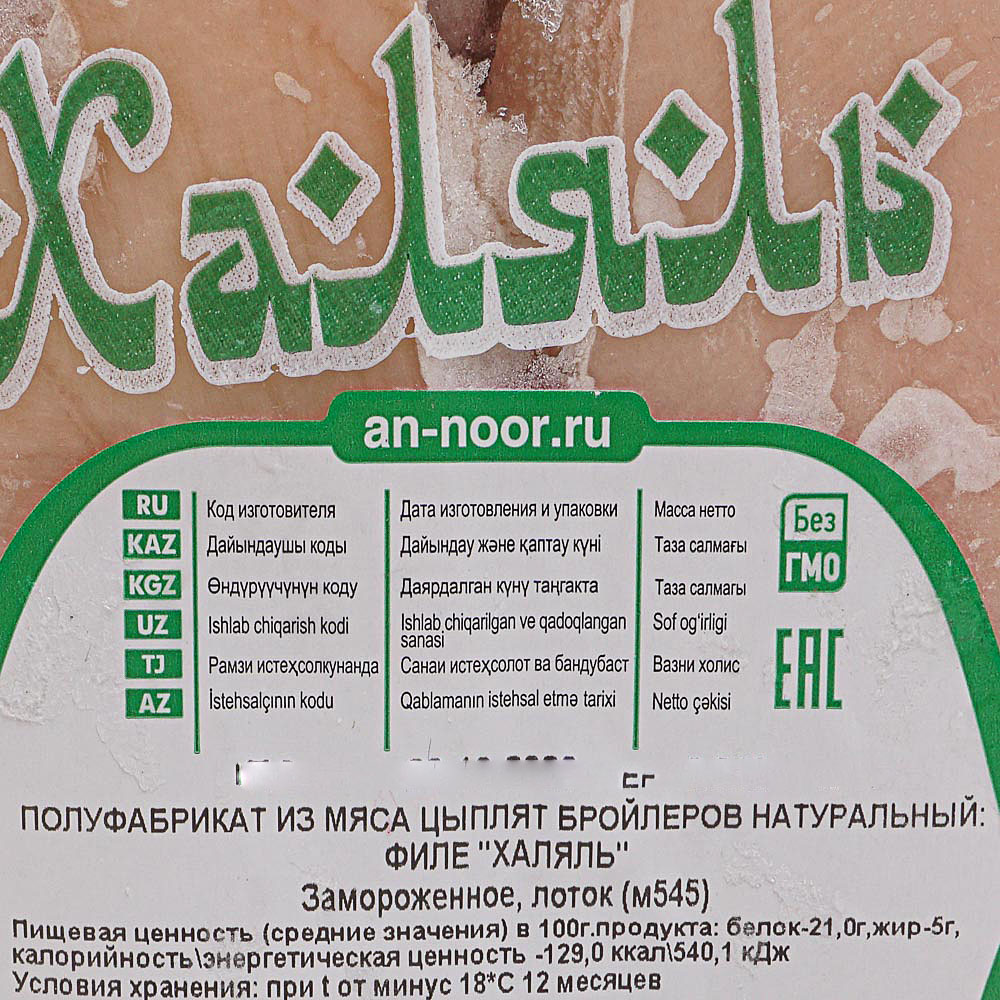 Халяль
an-noor.ru
RU Код изготовителя Дата изготовления и упаковки Масса нетто
KAZ Дайындаушы коды Дайындау және қаптау күні Таза салмағы
KGZ Өндүрүүчүнүн коду Даярдалган күнү таңгакта Таза салмагы
UZ Ishlab chiqarish kodi Ishlab chiqarilgan ve qadoqlangan sanasi Sof og'irligi
TJ Рамзи истеҳсолкунанда Санаи истеҳсолот ва бандубаст Вазни холис
AZ İstehsalçının kodu Qablamanın istehsal etmə tarixi Netto çəkisi
Без
ГМО
EAC
ПОЛУФАБРИКАТ ИЗ МЯСА ЦЫПЛЯТ БРОЙЛЕРОВ НАТУРАЛЬНЫЙ:
ФИЛЕ "ХАЛЯЛЬ"
Замороженное, лоток (м545)
Пищевая ценность (средние значения) в 100г.продукта: белок-21,0г,жир-5г,
калорийность\энергетическая ценность -129,0 ккал\540,1 кДж
Условия хранения: при t от минус 18*С 12 месяцев